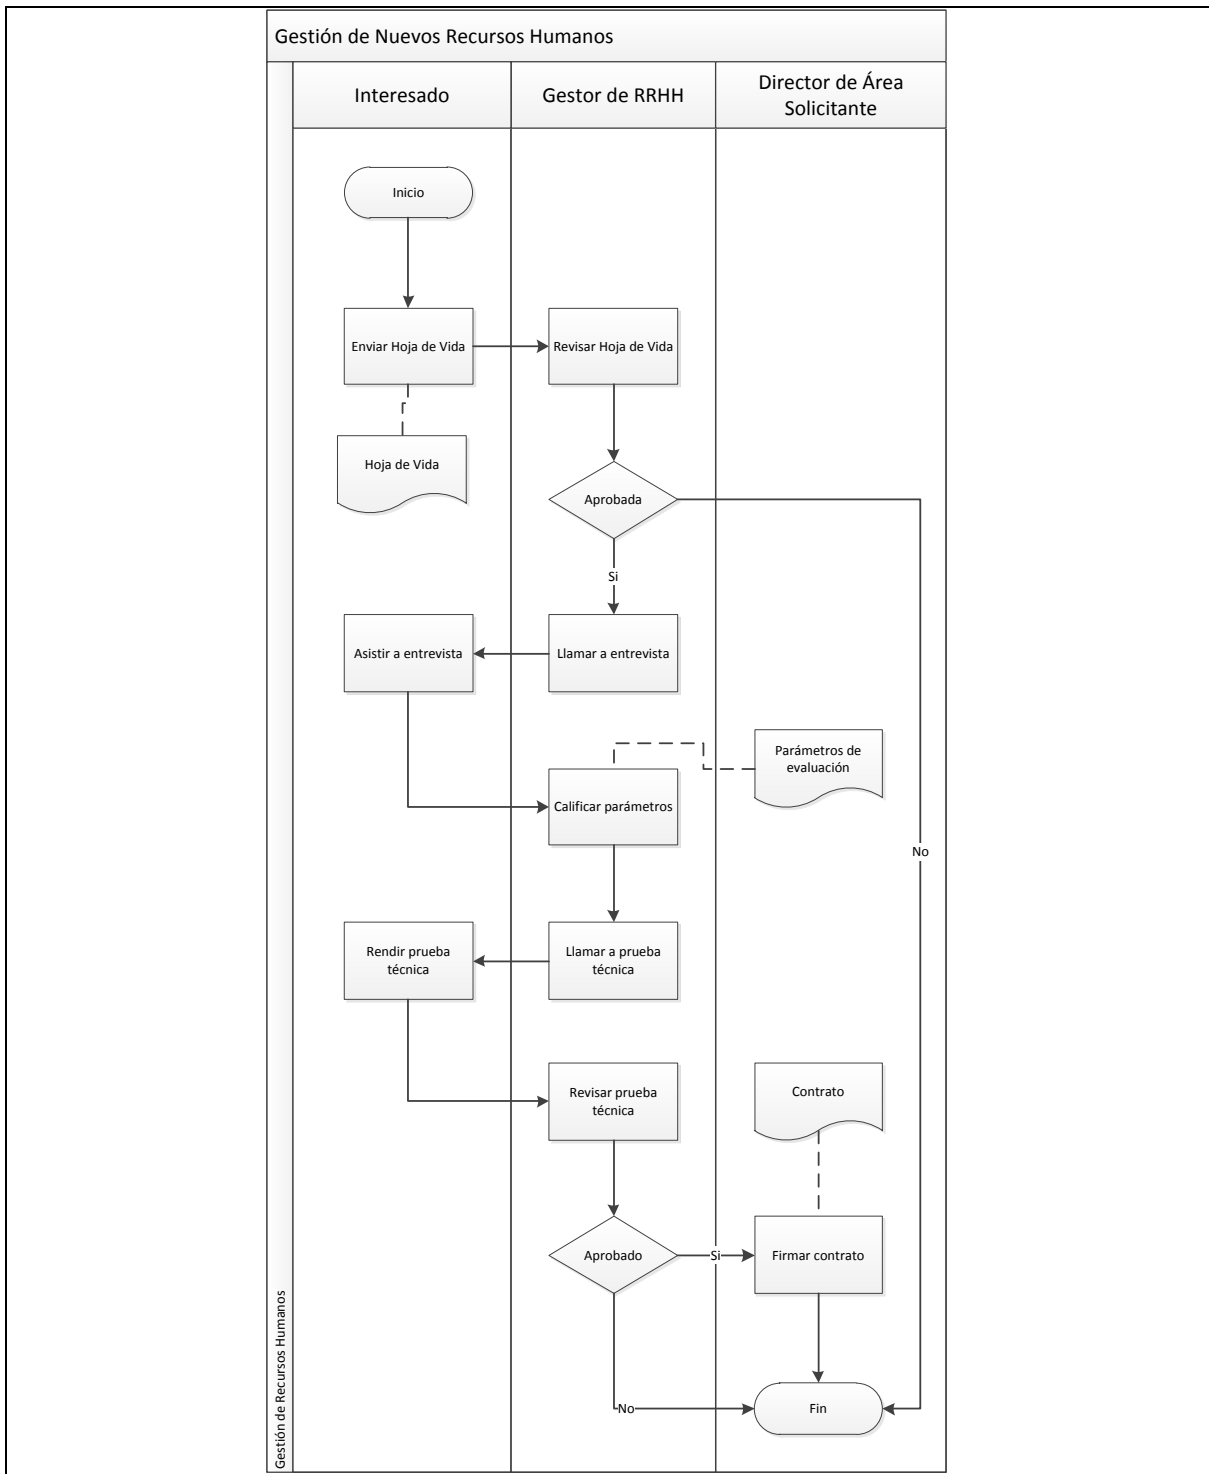 Gestión de Nuevos Recursos Humanos
Interesado
Gestor de RRHH
Director de Área
Solicitante
Inicio
Enviar Hoja de Vida
Revisar Hoja de Vida
Hoja de Vida
Aprobada
Si
Asistir a entrevista
Llamar a entrevista
Parámetros de
evaluación
Calificar parámetros
No
Rendir prueba
técnica
Llamar a prueba
técnica
Revisar prueba
técnica
Contrato
Aprobado
Si
Firmar contrato
No
Fin
Gestión de Recursos Humanos